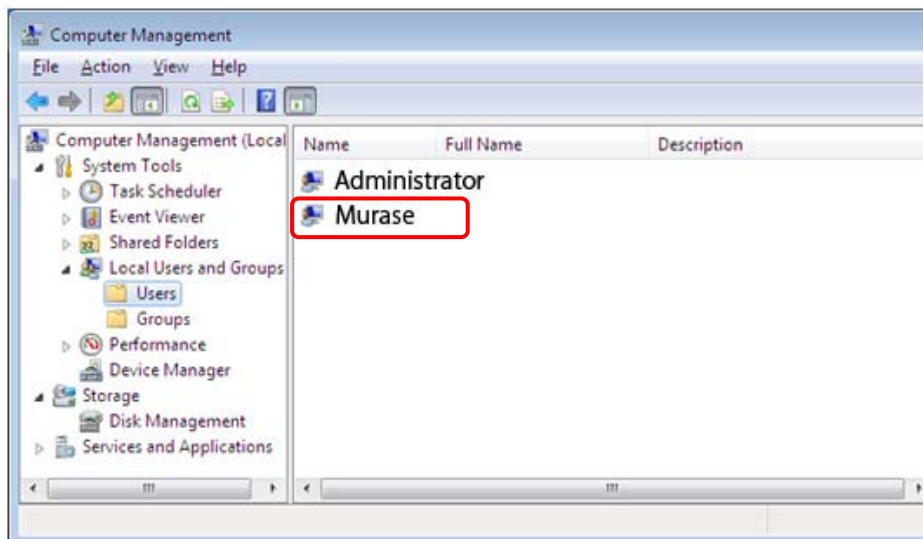 Computer Management
File Action View Help
Computer Management (Local
System Tools
Task Scheduler
Event Viewer
Shared Folders
Local Users and Groups
Users
Groups
Performance
Device Manager
Storage
Disk Management
Services and Applications
Name Full Name Description
Administrator
Murase